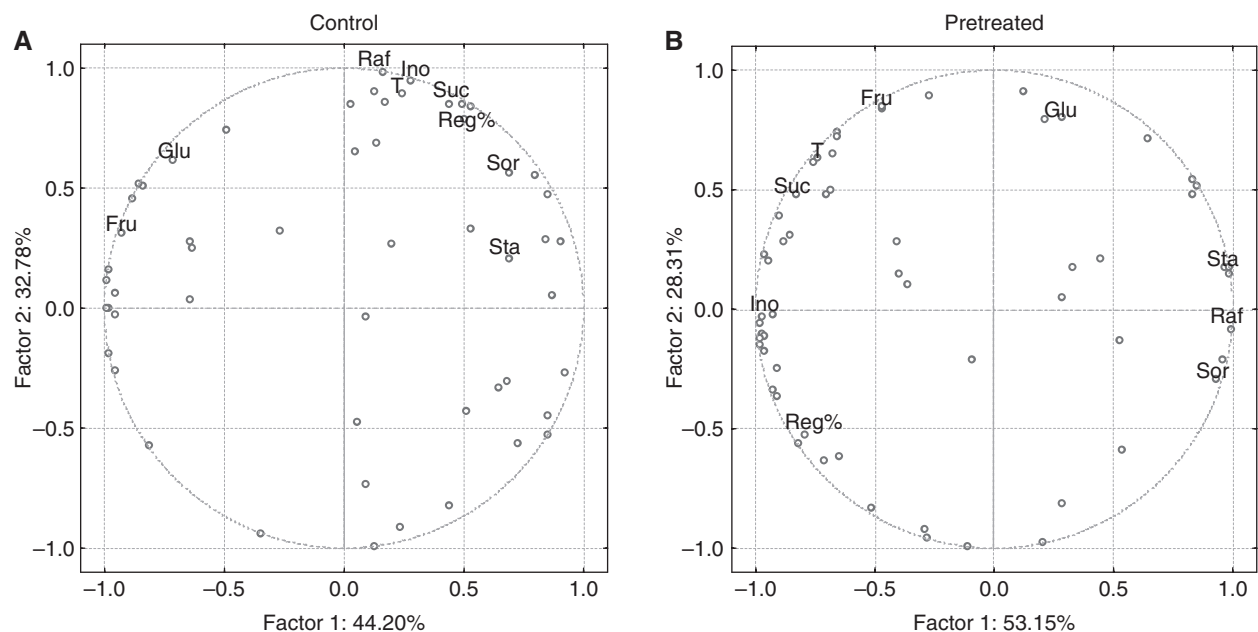 Control
A
Raf
Ino
T
Suc
Reg%
Glu
Sor
Fru
Sta
1.0
0.5
0.0
−0.5
−1.0
−1.0
−0.5
0.0
0.5
1.0
Factor 2: 32.78%
Factor 1: 44.20%
Pretreated
B
Fru
Glu
T
Suc
Sta
Ino
Raf
Sor
Reg%
1.0
0.5
0.0
−0.5
−1.0
−1.0
−0.5
0.0
0.5
1.0
Factor 2: 28.31%
Factor 1: 53.15%